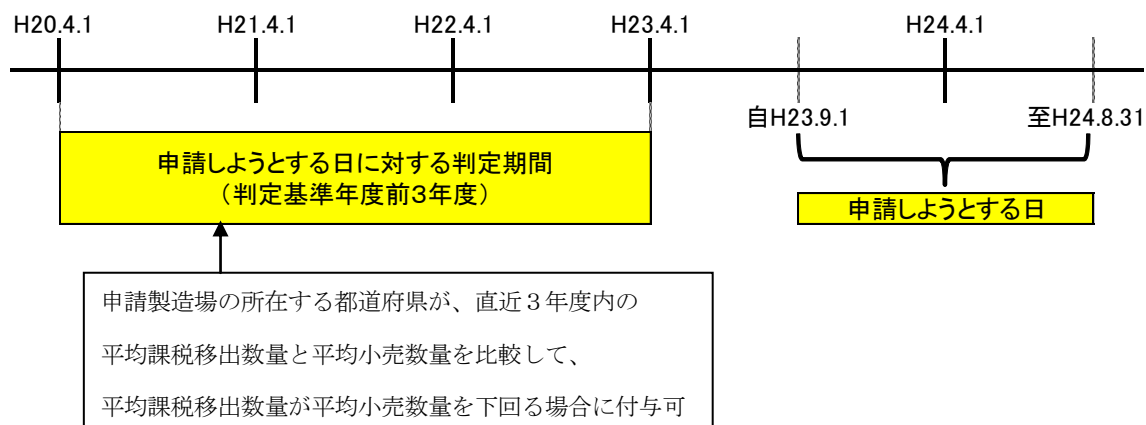 H20.4.1 H21.4.1 H22.4.1 H23.4.1 H24.4.1
自H23.9.1 至H24.8.31
申請しようとする日に対する判定期間
（判定基準年度前3年度）
申請しようとする日
申請製造場の所在する都道府県が、直近３年度内の
平均課税移出数量と平均小売数量を比較して、
平均課税移出数量が平均小売数量を下回る場合に付与可